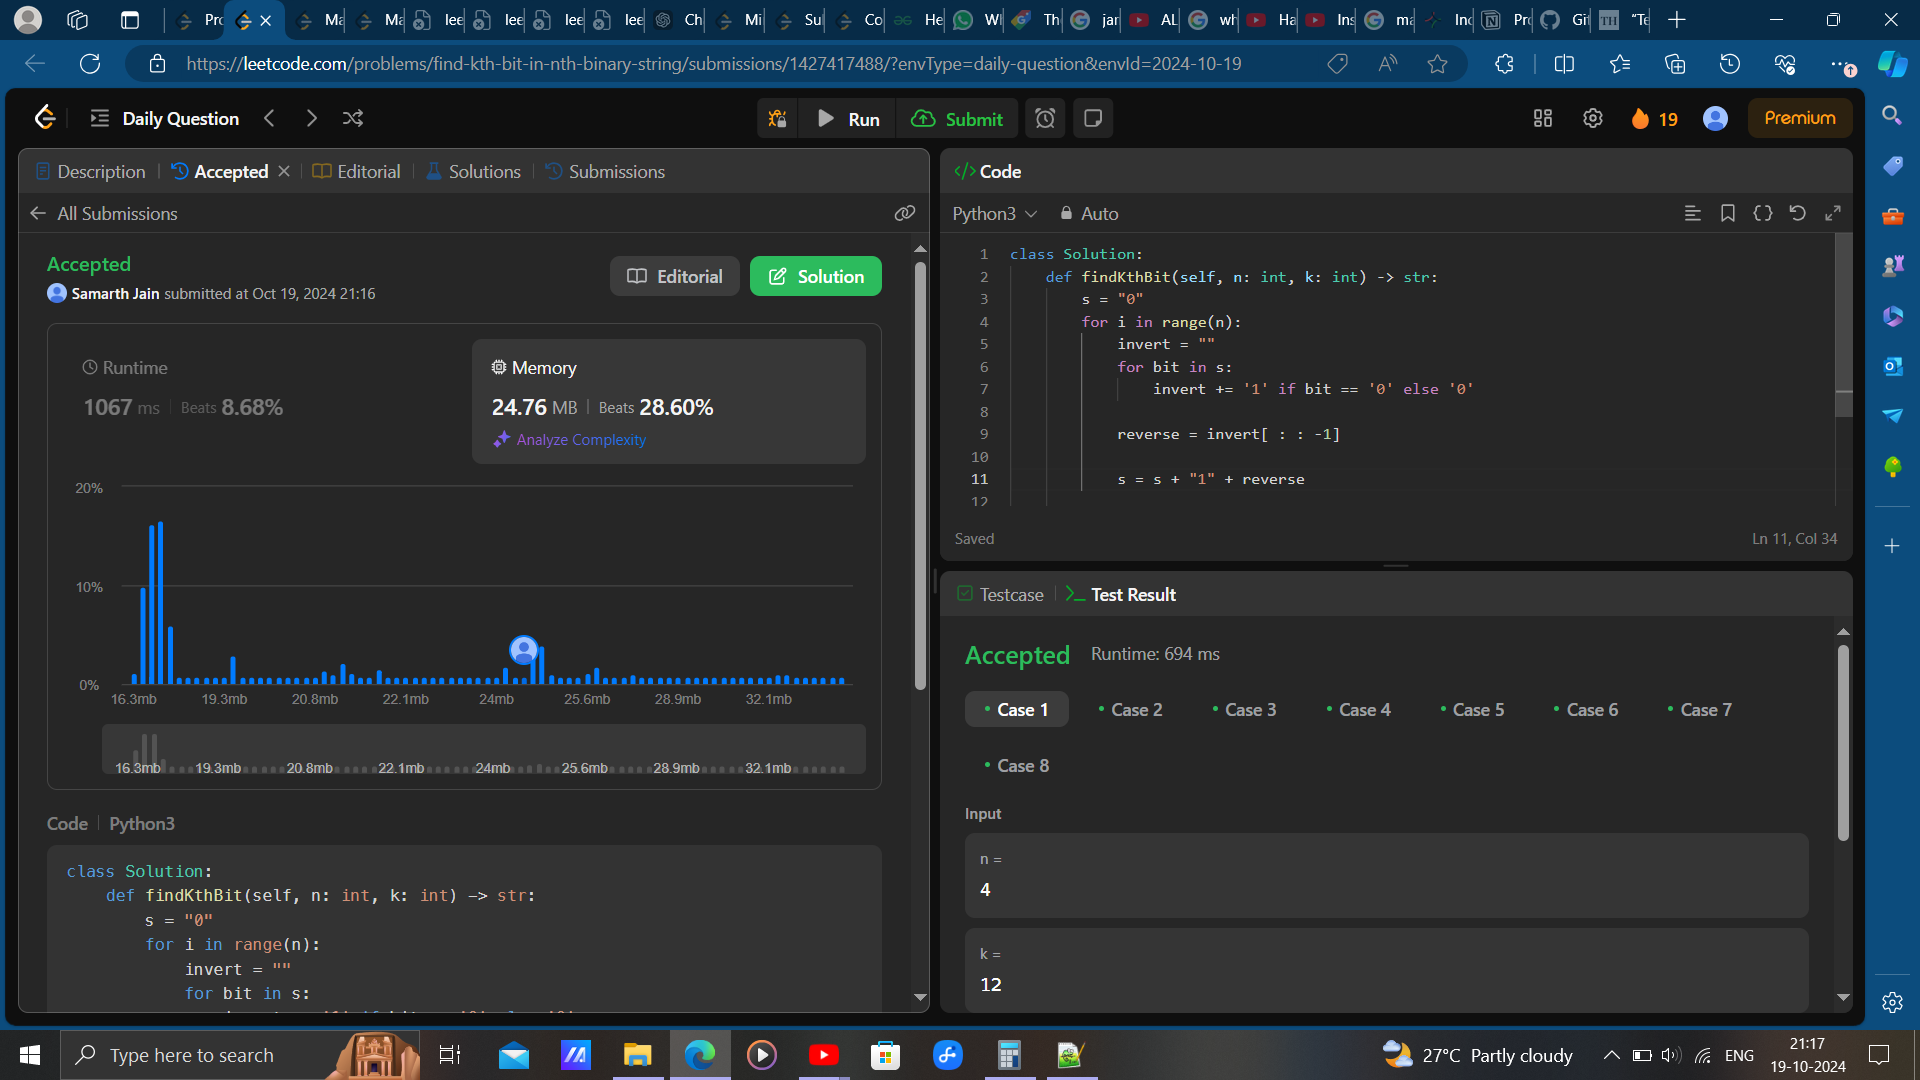 Pro
Ma
Ma
lee
lee
lee
lee
Ch
Mi
Sul
Co
He
Wh
Th
jar
AL
wh
Ha
Ins
ma
Inc
Pro
Git
TH
"Te
https://leetcode.com/problems/find-kth-bit-in-nth-binary-string/submissions/1427417488/?envType=daily-question&envId=2024-10-19
Daily Question
Run
Submit
19
Premium
Description
Accepted
Editorial
Solutions
Submissions
All Submissions
Accepted
Samarth Jain submitted at Oct 19, 2024 21:16
Editorial
Solution
Runtime
1067 ms
Beats 8.68%
Memory
24.76 MB
Beats 28.60%
Analyze Complexity
20%
10%
0%
16.3mb 19.3mb 20.8mb 22.1mb 24mb 25.6mb 28.9mb 32.1mb
16.3mb 19.3mb 20.8mb 22.1mb 24mb 25.6mb 28.9mb 32.1mb
Code
Python3
class Solution:
def findKthBit(self, n: int, k: int) -> str:
s = "0"
for i in range(n):
invert = ""
for bit in s:
Code
Python3
Auto
1 class Solution:
2 def findKthBit(self, n: int, k: int) -> str:
3 s = "0"
4 for i in range(n):
5 invert = ""
6 for bit in s:
7 invert += '1' if bit == '0' else '0'
8
9 reverse = invert[ : : -1]
10
11 s = s + "1" + reverse
12
Saved
Ln 11, Col 34
Testcase
Test Result
Accepted
Runtime: 694 ms
Case 1
Case 2
Case 3
Case 4
Case 5
Case 6
Case 7
Case 8
Input
n =
4
k =
12
Type here to search
27°C Partly cloudy
ENG
21:17
19-10-2024